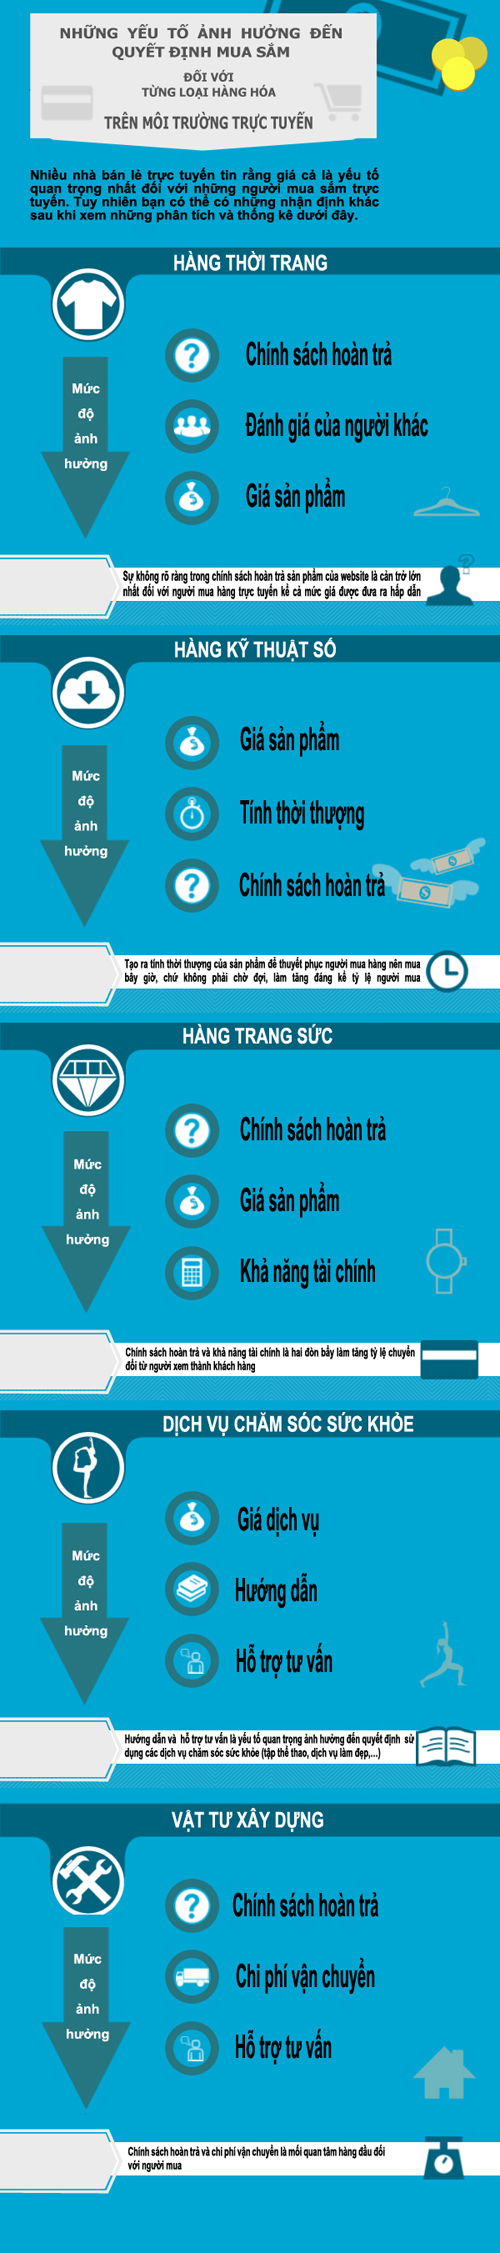 NHỮNG YẾU TỐ ẢNH HƯỞNG ĐẾN
QUYẾT ĐỊNH MUA SẮM
ĐỐI VỚI
TỪNG LOẠI HÀNG HÓA
TRÊN MÔI TRƯỜNG TRỰC TUYẾN
Nhiều nhà bán lẻ trực tuyến tin rằng giá cả là yếu tố
quan trọng nhất đối với những người mua sắm trực
tuyến. Tuy nhiên bạn có thể có những nhận định khác
sau khi xem những phân tích và thống kê dưới đây.
HÀNG THỜI TRANG
Mức
độ
ảnh
hưởng
Chính sách hoàn trả
Đánh giá của người khác
Giá sản phẩm
Sự không rõ ràng trong chính sách hoàn trả sản phẩm của website là cản trở lớn
nhất đối với người mua hàng trực tuyến kể cả mức giá được đưa ra hấp dẫn
HÀNG KỸ THUẬT SỐ
Mức
độ
ảnh
hưởng
Giá sản phẩm
Tính thời thượng
Chính sách hoàn trả
Tạo ra tính thời thượng của sản phẩm để thuyết phục người mua hàng nên mua
bây giờ, chứ không phải chờ đợi, làm tăng đáng kể tỷ lệ người mua
HÀNG TRANG SỨC
Mức
độ
ảnh
hưởng
Chính sách hoàn trả
Giá sản phẩm
Khả năng tài chính
Chính sách hoàn trả và khả năng tài chính là hai đòn bẩy làm tăng tỷ lệ chuyển
đổi từ người xem thành khách hàng
DỊCH VỤ CHĂM SÓC SỨC KHỎE
Mức
độ
ảnh
hưởng
Giá dịch vụ
Hướng dẫn
Hỗ trợ tư vấn
Hướng dẫn và hỗ trợ tư vấn là yếu tố quan trọng ảnh hưởng đến quyết định sử
dụng các dịch vụ chăm sóc sức khỏe (tập thể thao, dịch vụ làm đẹp,...)
VẬT TƯ XÂY DỰNG
Mức
độ
ảnh
hưởng
Chính sách hoàn trả
Chi phí vận chuyển
Hỗ trợ tư vấn
Chính sách hoàn trả và chi phí vận chuyển là mối quan tâm hàng đầu đối
với người mua